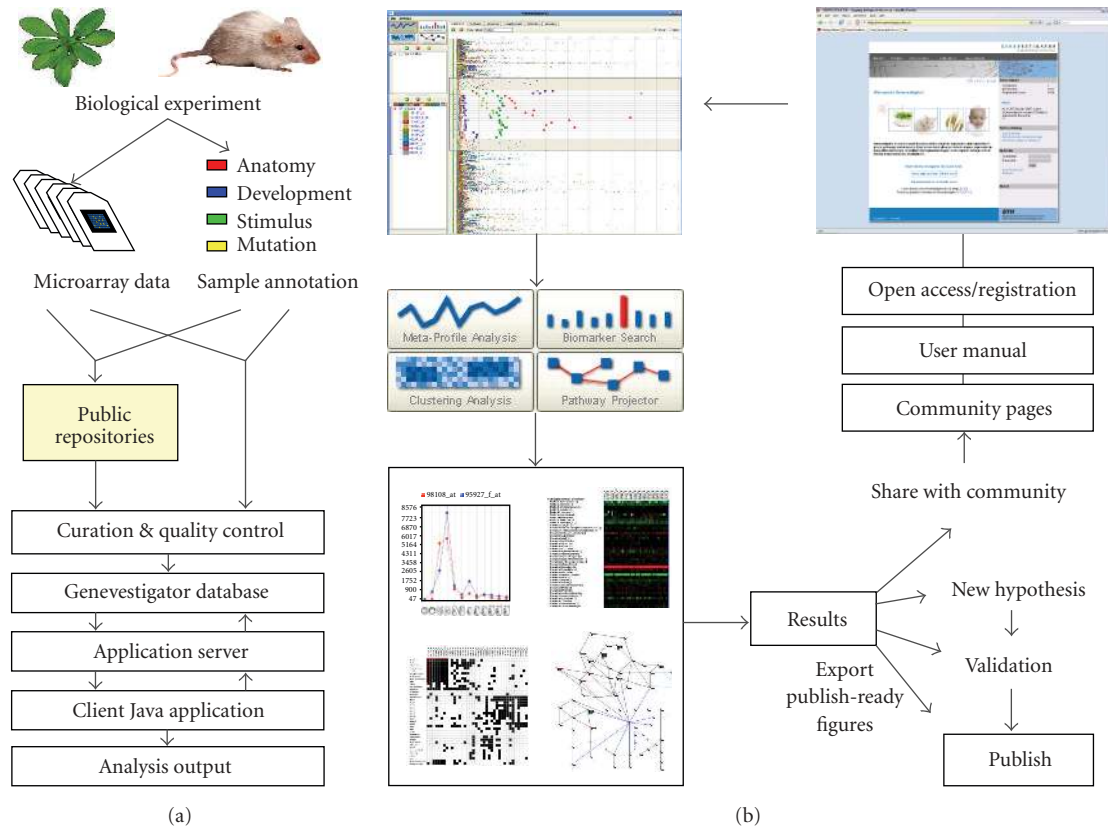 Biological experiment
Anatomy
Development
Stimulus
Mutation
Microarray data
Sample annotation
Public
repositories
Curation & quality control
Genevestigator database
Application server
Client Java application
Analysis output
(a)
Meta-Profile Analysis
Biomarker Search
Clustering Analysis
Pathway Projector
98108_at
95927_f_at
8576
7723
6870
6017
5164
4311
3458
2605
1752
900
47
Open access/registration
User manual
Community pages
Share with community
Results
New hypothesis
Validation
Export
publish-ready
figures
Publish
(b)